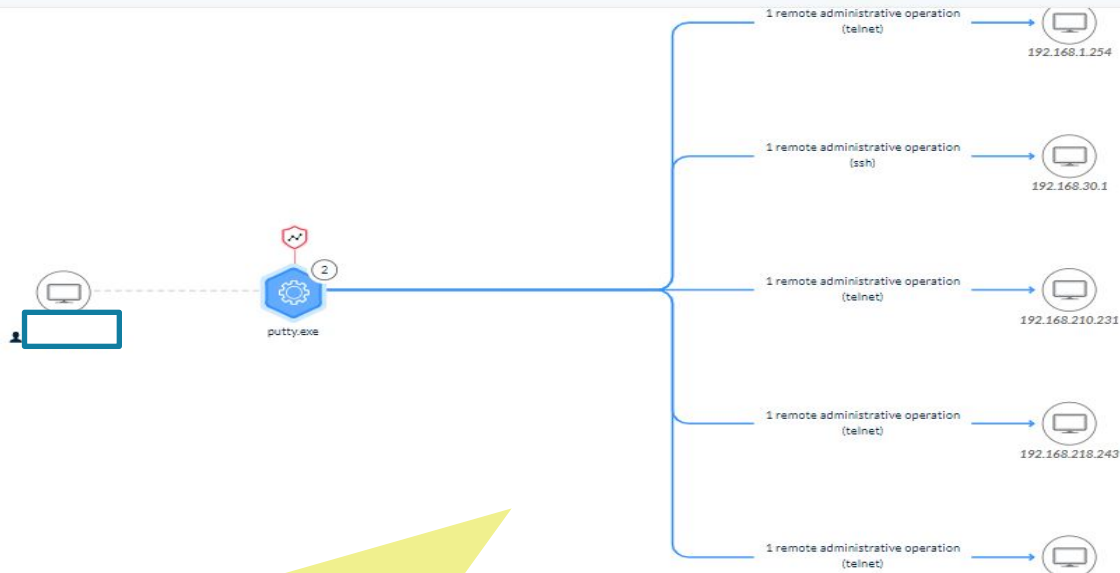 1 remote administrative operation
(telnet)
192.168.1.254
1 remote administrative operation
(ssh)
192.168.30.1
2
putty.exe
1 remote administrative operation
(telnet)
192.168.210.231
1 remote administrative operation
(telnet)
192.168.218.243
1 remote administrative operation
(telnet)